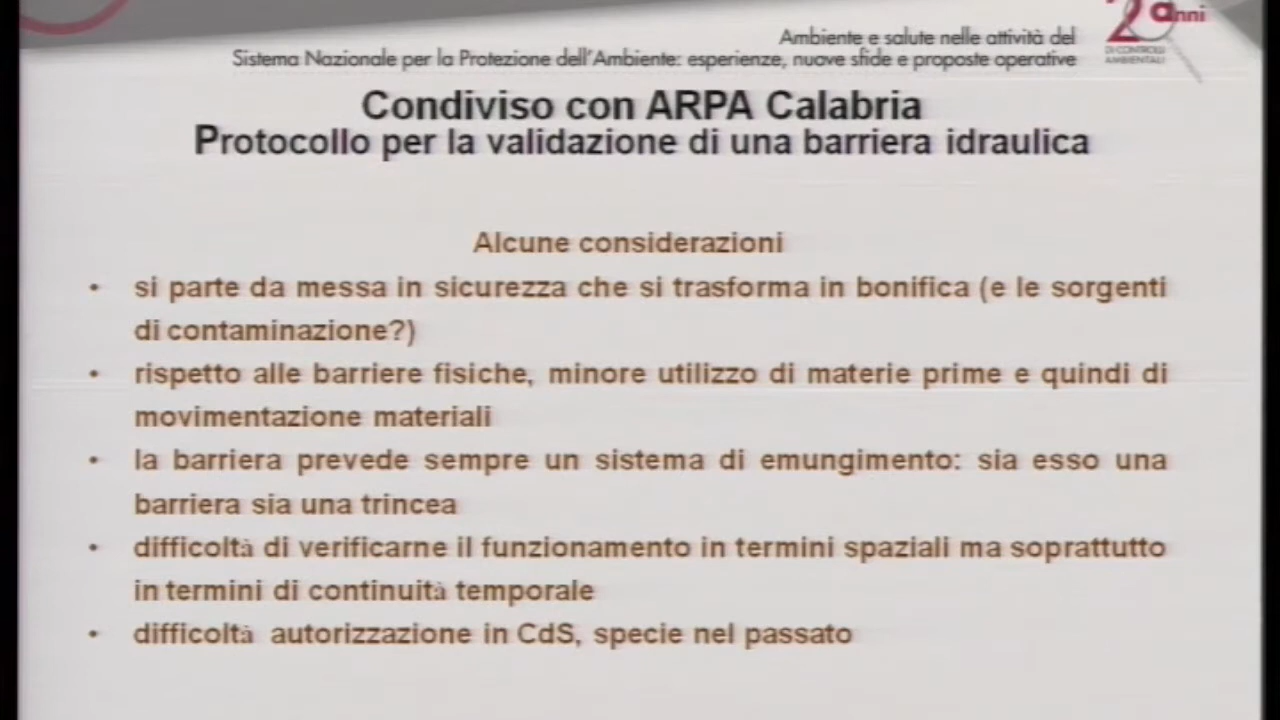 2anni
DI CONTROLLI
AMBIENTALI
Ambiente e salute nelle attività del
Sistema Nazionale per la Protezione dell'Ambiente: esperienze, nuove sfide e proposte operative
Condiviso con ARPA Calabria
Protocollo per la validazione di una barriera idraulica
Alcune considerazioni
• si parte da messa in sicurezza che si trasforma in bonifica (e le sorgenti
di contaminazione?)
• rispetto alle barriere fisiche, minore utilizzo di materie prime e quindi di
movimentazione materiali
• la barriera prevede sempre un sistema di emungimento: sia esso una
barriera sia una trincea
• difficoltà di verificarne il funzionamento in termini spaziali ma soprattutto
in termini di continuità temporale
• difficoltà autorizzazione in CdS, specie nel passato